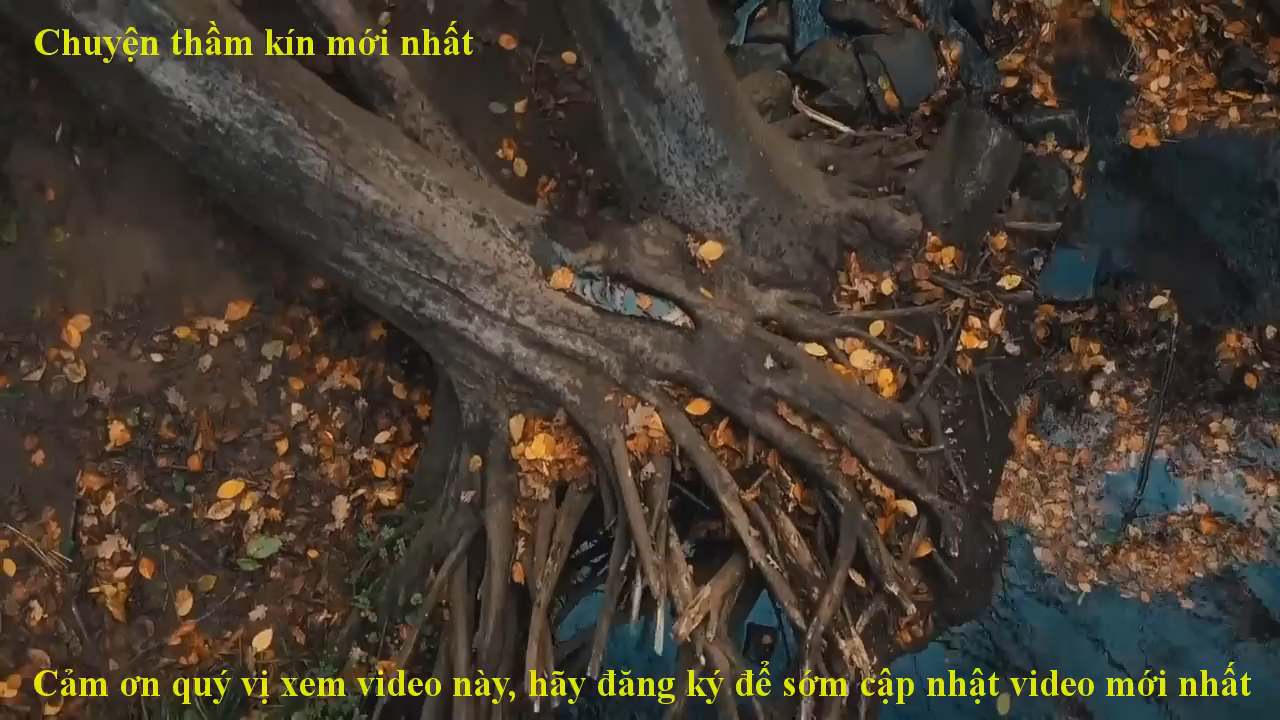 Chuyện thầm kín mới nhất
Cảm ơn quý vị xem video này, hãy đăng ký để sớm cập nhật video mới nhất